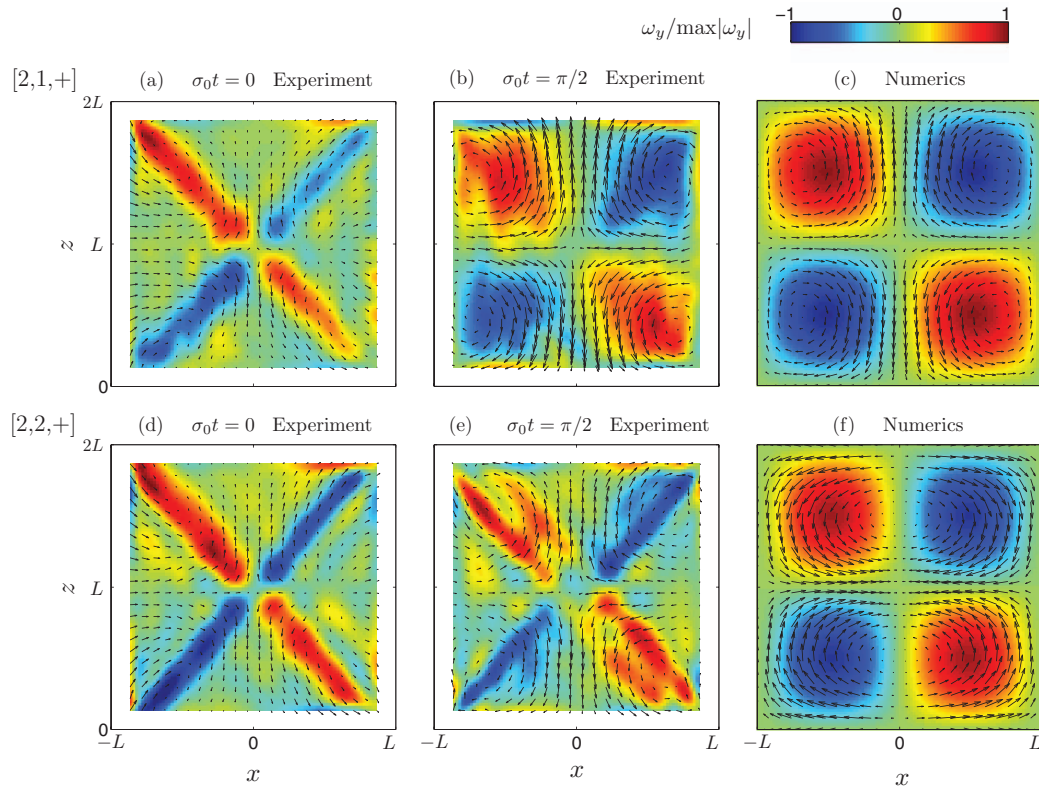 ω_y/max|ω_y|
−1 0 1
[2,1,+]
(a) σ_0t = 0 Experiment
(b) σ_0t = π/2 Experiment
(c) Numerics
2L
z
L
0
[2,2,+]
(d) σ_0t = 0 Experiment
(e) σ_0t = π/2 Experiment
(f) Numerics
2L
z
L
0
−L 0 L
−L 0 L
−L 0 L
x
x
x